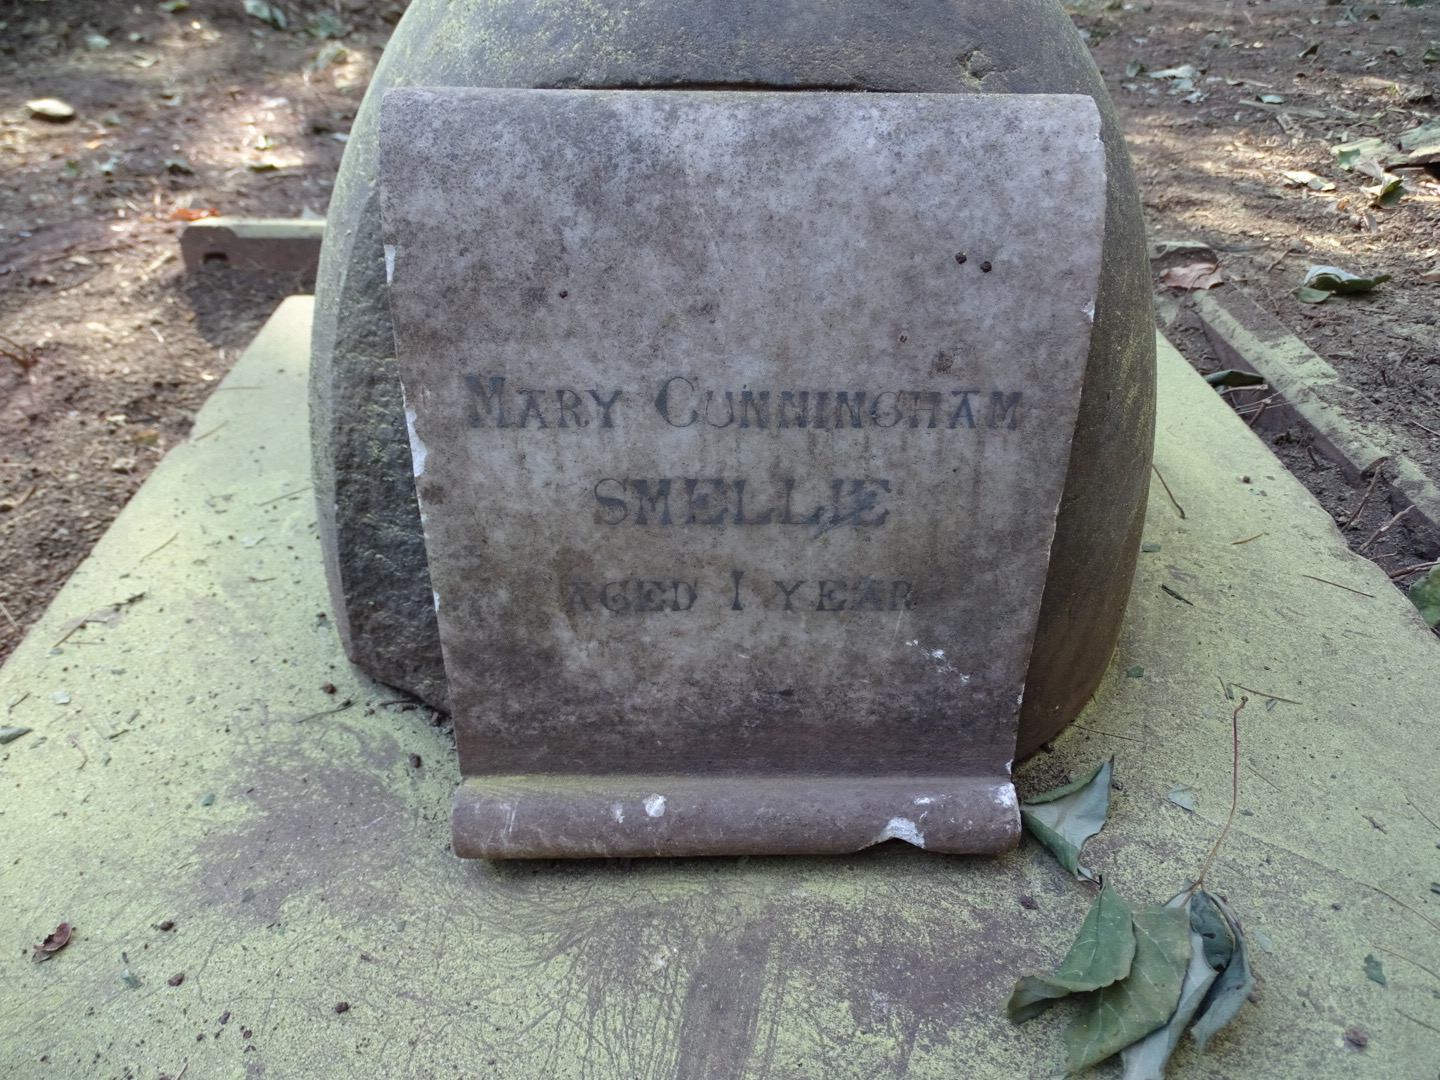 MARY CUNNINGHAM
SMELLIE
AGED 1 YEAR